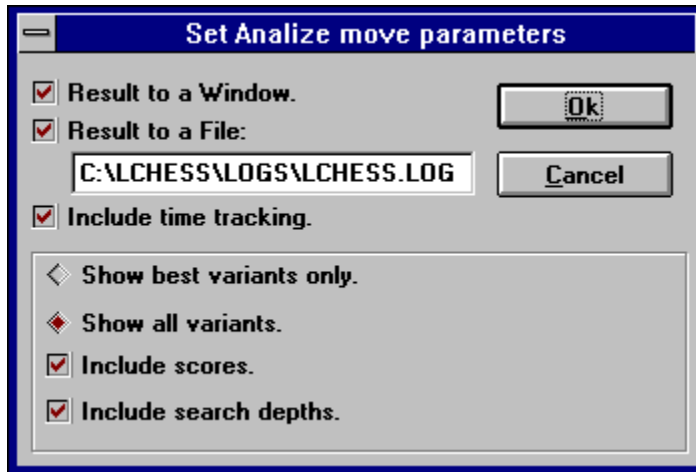 Set Analize move parameters
Result to a Window.
Ok
Result to a File:
C:\LCHESS\LOGS\LCHESS.LOG
Cancel
Include time tracking.
Show best variants only.
Show all variants.
Include scores.
Include search depths.